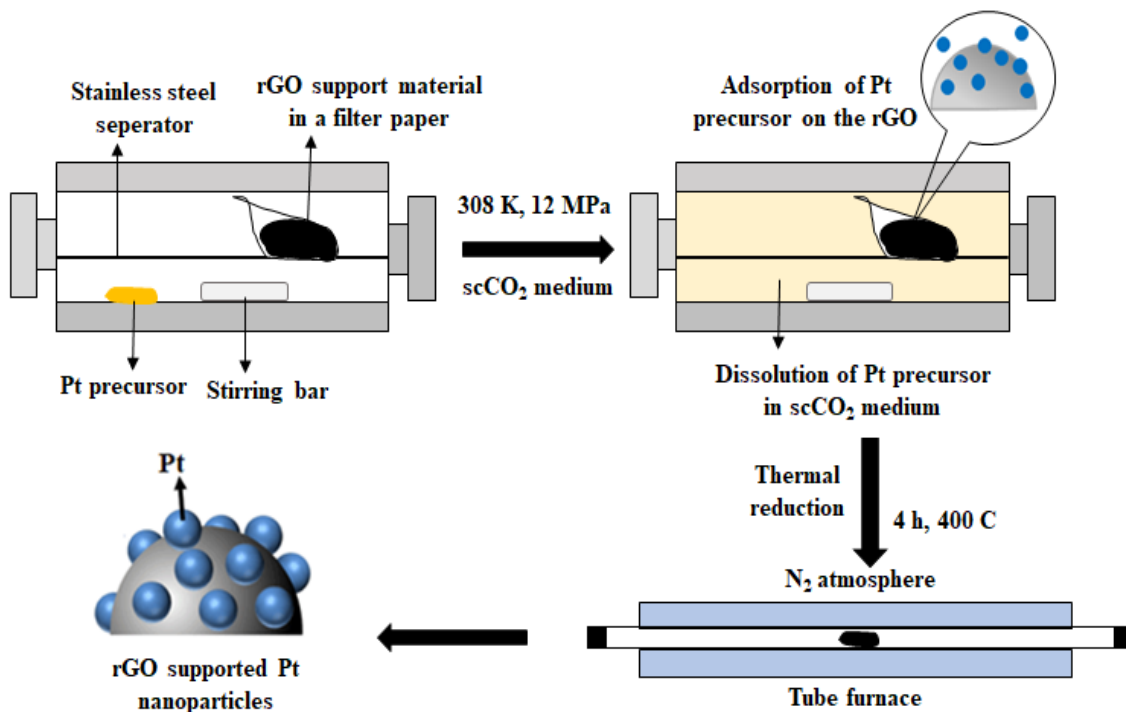 Stainless steel
seperator
rGO support material
in a filter paper
Pt precursor
Stirring bar
308 K, 12 MPa
scCO₂ medium
Adsorption of Pt
precursor on the rGO
Dissolution of Pt precursor
in scCO₂ medium
Thermal
reduction
4 h, 400 C
N₂ atmosphere
Tube furnace
Pt
rGO supported Pt
nanoparticles